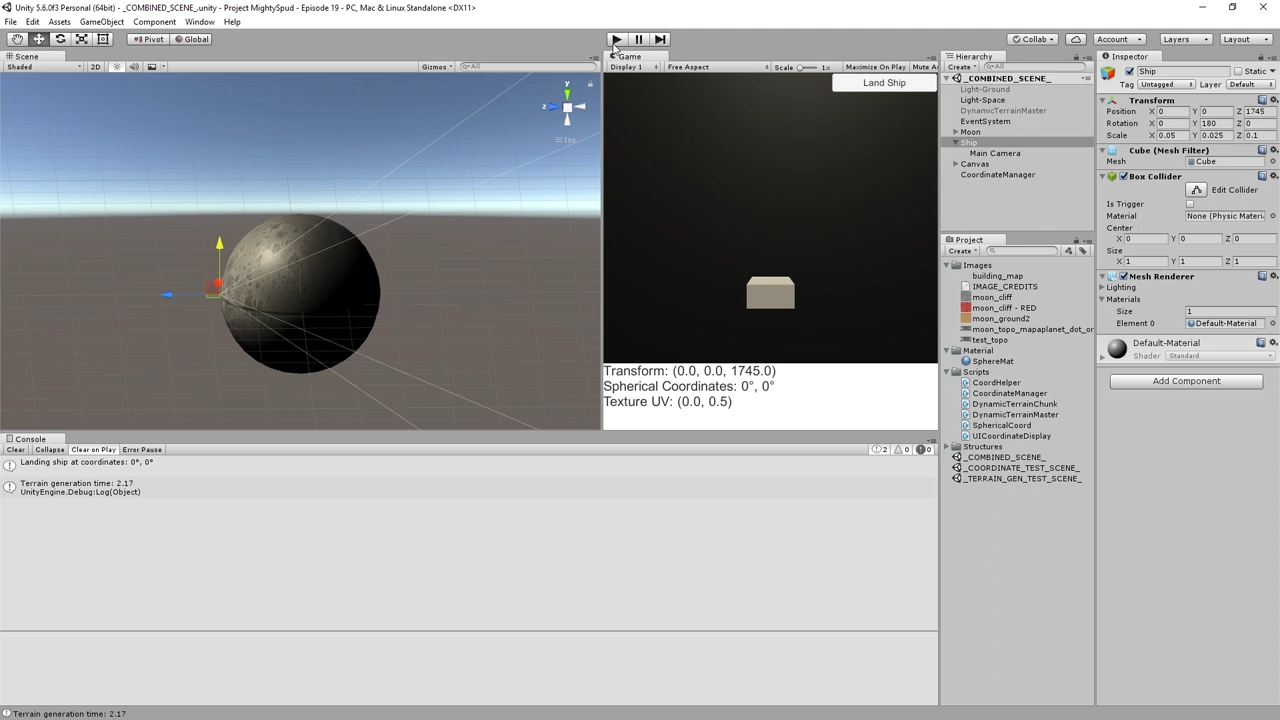 Unity 5.6.0f3 Personal (64bit) - _COMBINED_SCENE_.unity - Project MightySpud - Episode 19 - PC, Mac & Linux Standalone <DX11>
File Edit Assets GameObject Component Window Help
Pivot Global Collab Account Layers Layout
Scene
Shaded 2D Gizmos All
y
z
Iso
Game
Display 1 Free Aspect Scale 1x Maximize On Play Mute Au
Land Ship
Transform: (0.0, 0.0, 1745.0)
Spherical Coordinates: 0°, 0°
Texture UV: (0.0, 0.5)
Console
Clear Collapse Clear on Play Error Pause 2 0 0
Landing ship at coordinates: 0°, 0°
Terrain generation time: 2.17
UnityEngine.Debug:Log(Object)
Terrain generation time: 2.17
Hierarchy
Create All
_COMBINED_SCENE_
Light-Ground
Light-Space
DynamicTerrainMaster
EventSystem
Moon
Ship
Main Camera
Canvas
CoordinateManager
Project
Create
Images
building_map
IMAGE_CREDITS
moon_cliff
moon_cliff - RED
moon_ground2
moon_topo_mapaplanet_dot_or
test_topo
Material
SphereMat
Scripts
CoordHelper
CoordinateManager
DynamicTerrainChunk
DynamicTerrainMaster
SphericalCoord
UICoordinateDisplay
Structures
_COMBINED_SCENE_
_COORDINATE_TEST_SCENE_
_TERRAIN_GEN_TEST_SCENE_
Inspector
Ship Static
Tag Untagged Layer Default
Transform
Position X 0 Y 0 Z 1745
Rotation X 0 Y 180 Z 0
Scale X 0.05 Y 0.025 Z 0.1
Cube (Mesh Filter)
Mesh Cube
Box Collider
Edit Collider
Is Trigger
Material None (Physic Materi
Center
X 0 Y 0 Z 0
Size
X 1 Y 1 Z 1
Mesh Renderer
Lighting
Materials
Size 1
Element 0 Default-Material
Default-Material
Shader Standard
Add Component